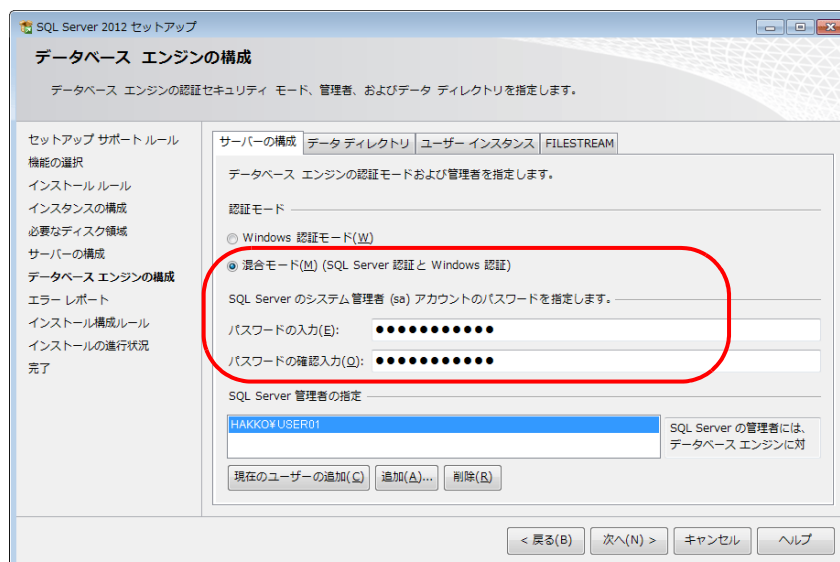 SQL Server 2012 セットアップ
データベース エンジンの構成
データベース エンジンの認証セキュリティ モード、管理者、およびデータ ディレクトリを指定します。
セットアップ サポート ルール
機能の選択
インストール ルール
インスタンスの構成
必要なディスク領域
サーバーの構成
データベース エンジンの構成
エラー レポート
インストール構成ルール
インストールの進行状況
完了
サーバーの構成 データ ディレクトリ ユーザー インスタンス FILESTREAM
データベース エンジンの認証モードおよび管理者を指定します。
認証モード
Windows 認証モード(W)
混合モード(M) (SQL Server 認証と Windows 認証)
SQL Server のシステム管理者 (sa) アカウントのパスワードを指定します。
パスワードの入力(E): ●●●●●●●●●●●
パスワードの確認入力(O): ●●●●●●●●●●●
SQL Server 管理者の指定
HAKKO¥USER01
SQL Server の管理者には、
データベース エンジンに対
現在のユーザーの追加(C) 追加(A)... 削除(R)
< 戻る(B) 次へ(N) > キャンセル ヘルプ